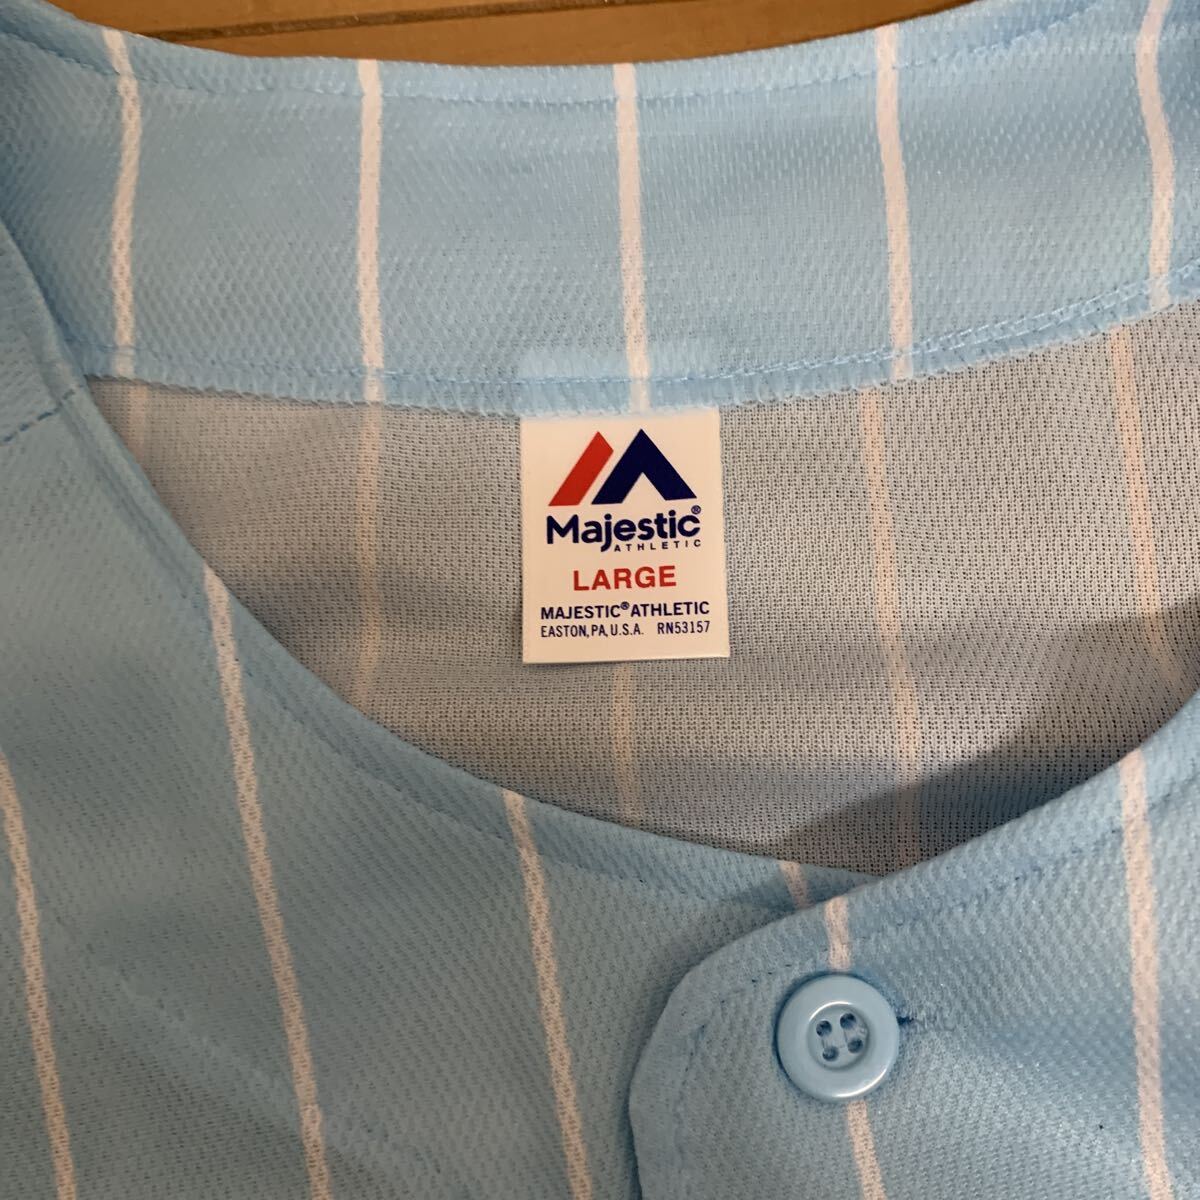 Majestic®
ATHLETIC
LARGE
MAJESTIC® ATHLETIC
EASTON, PA, U.S.A. RN53157